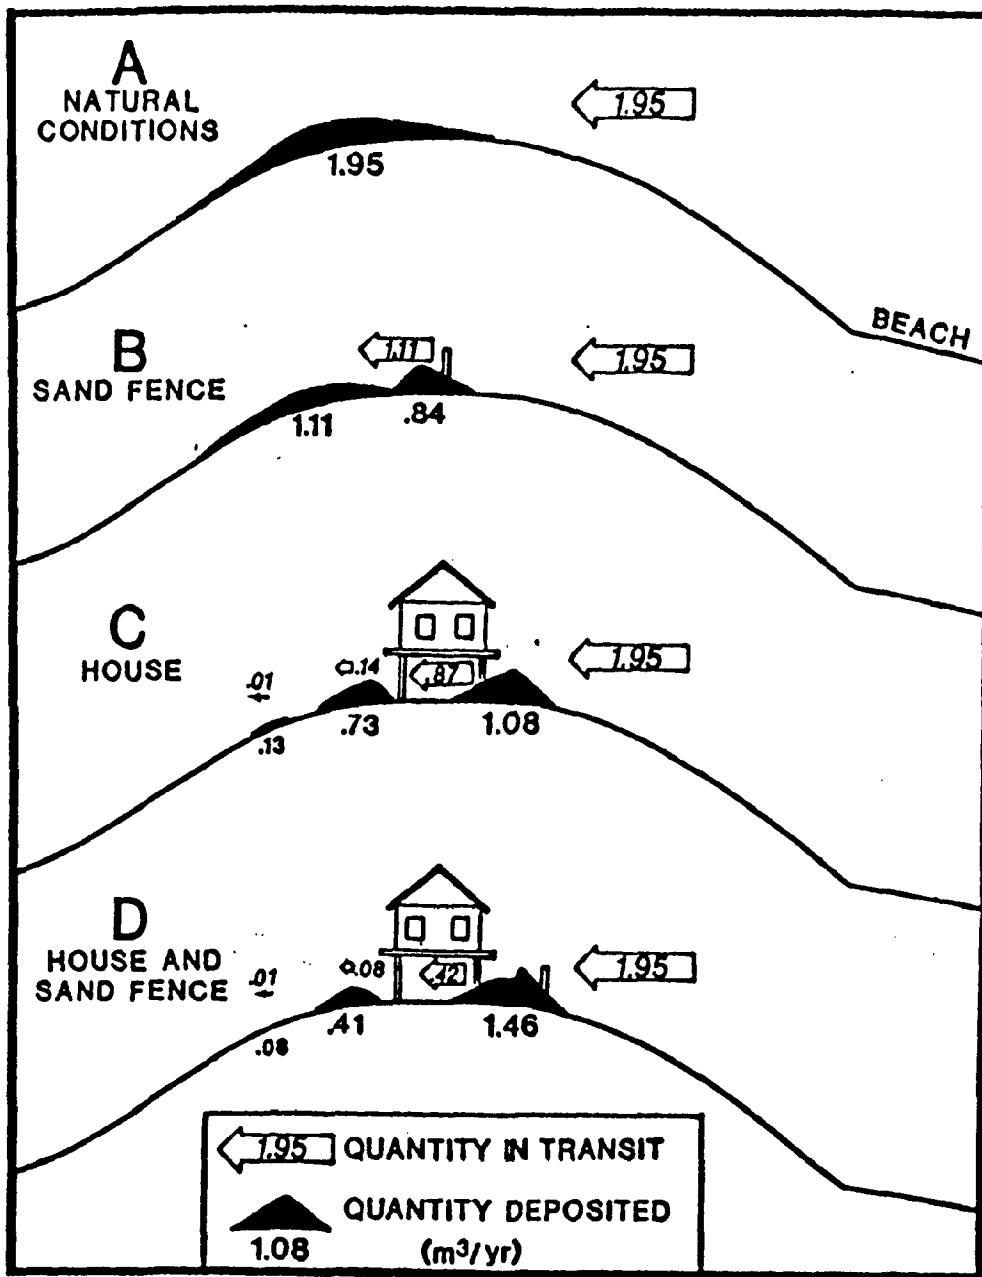 A
NATURAL
CONDITIONS
1.95
1.95
BEACH
B
SAND FENCE
1.11
1.95
1.11
.84
C
HOUSE
.01
.14
.87
1.95
.13
.73
1.08
D
HOUSE AND
SAND FENCE
.01
.08
.42
1.95
.08
.41
1.46
1.95 QUANTITY IN TRANSIT
QUANTITY DEPOSITED
1.08 (m³/yr)